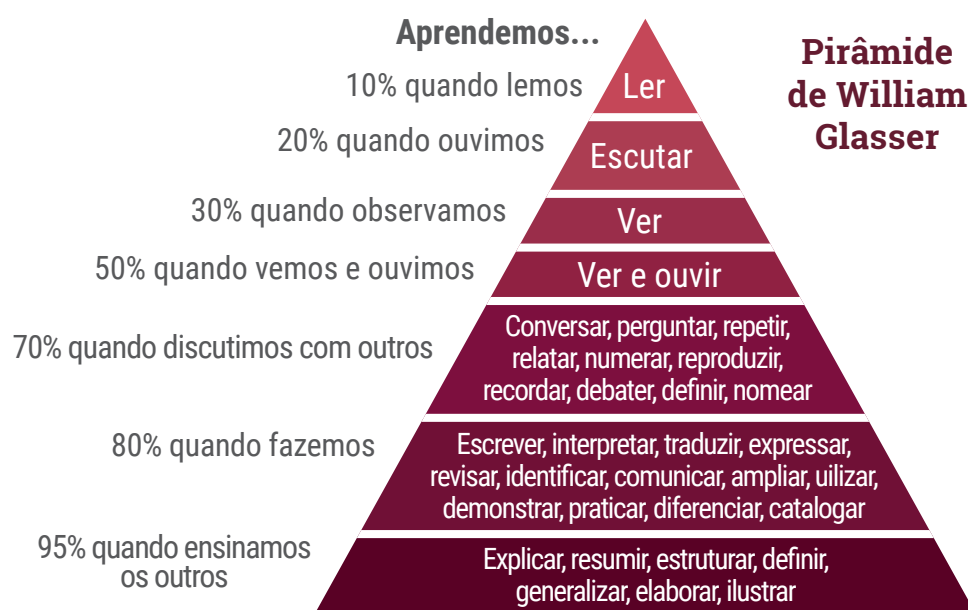 Aprendemos...
Pirâmide
de William
Glasser
10% quando lemos
Ler
20% quando ouvimos
Escutar
30% quando observamos
Ver
50% quando vemos e ouvimos
Ver e ouvir
70% quando discutimos com outros
Conversar, perguntar, repetir,
relatar, numerar, reproduzir,
recordar, debater, definir, nomear
80% quando fazemos
Escrever, interpretar, traduzir, expressar,
revisar, identificar, comunicar, ampliar, uilizar,
demonstrar, praticar, diferenciar, catalogar
95% quando ensinamos
os outros
Explicar, resumir, estruturar, definir,
generalizar, elaborar, ilustrar